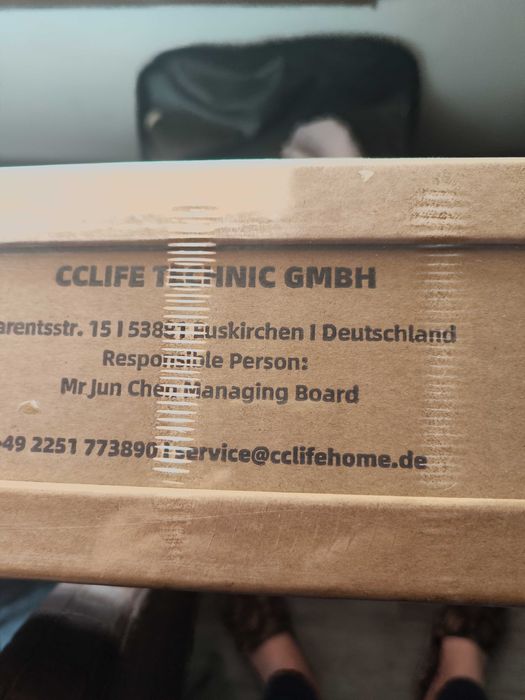 CCLIFE TECHNIC GMBH
15 I Euskirchen I Deutschland
Responsible Person:
Mr Jun Chen Managing Board
+49 2251 773890 I service@cclifehome.de